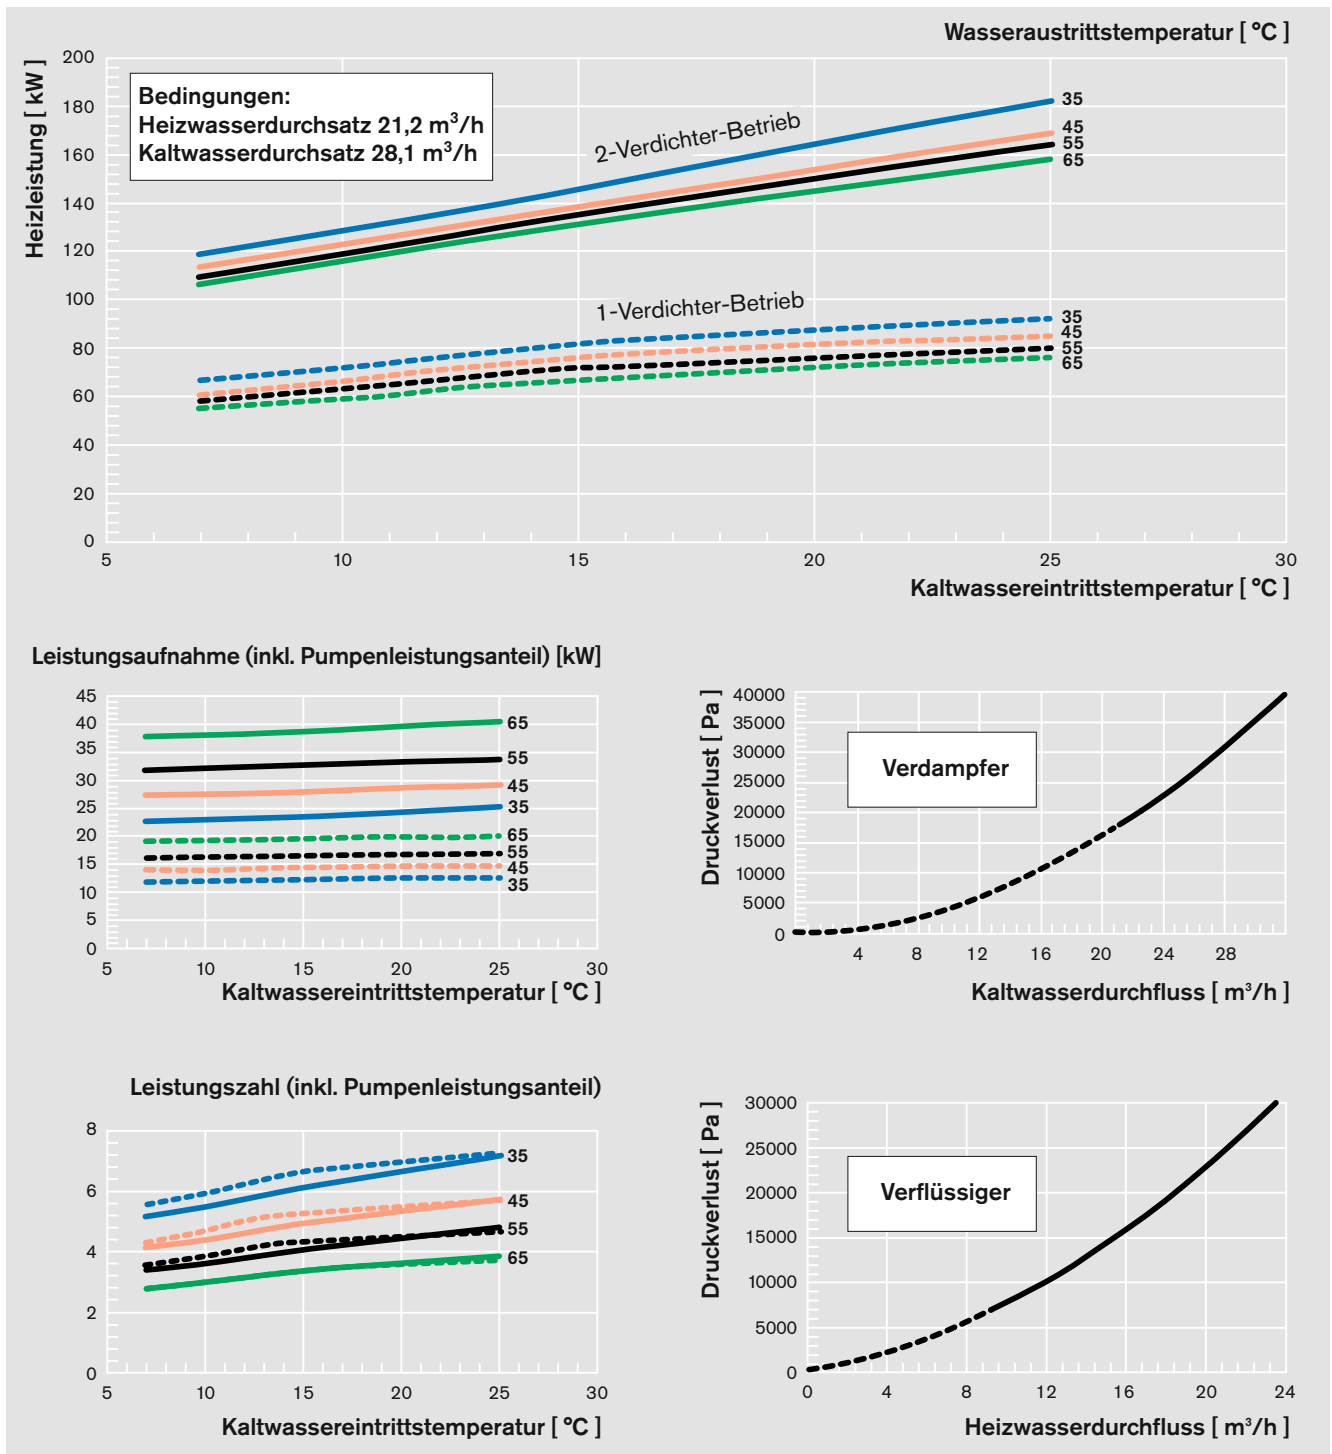 Wasseraustrittstemperatur [ °C ]
Heizleistung [ kW ]
200
180
160
140
120
100
80
60
40
20
0
Bedingungen:
Heizwasserdurchsatz 21,2 m³/h
Kaltwasserdurchsatz 28,1 m³/h
2-Verdichter-Betrieb
35
45
55
65
1-Verdichter-Betrieb
35
45
55
65
5 10 15 20 25 30
Kaltwassereintrittstemperatur [ °C ]
Leistungsaufnahme (inkl. Pumpenleistungsanteil) [kW]
45
40
35
30
25
20
15
10
5
0
65
55
45
35
65
55
45
35
5 10 15 20 25 30
Kaltwassereintrittstemperatur [ °C ]
Druckverlust [ Pa ]
40000
35000
30000
25000
20000
15000
10000
5000
0
Verdampfer
4 8 12 16 20 24 28
Kaltwasserdurchfluss [ m³/h ]
Leistungszahl (inkl. Pumpenleistungsanteil)
8
6
4
2
0
35
45
55
65
5 10 15 20 25 30
Kaltwassereintrittstemperatur [ °C ]
Druckverlust [ Pa ]
30000
25000
20000
15000
10000
5000
0
Verflüssiger
0 4 8 12 16 20 24
Heizwasserdurchfluss [ m³/h ]